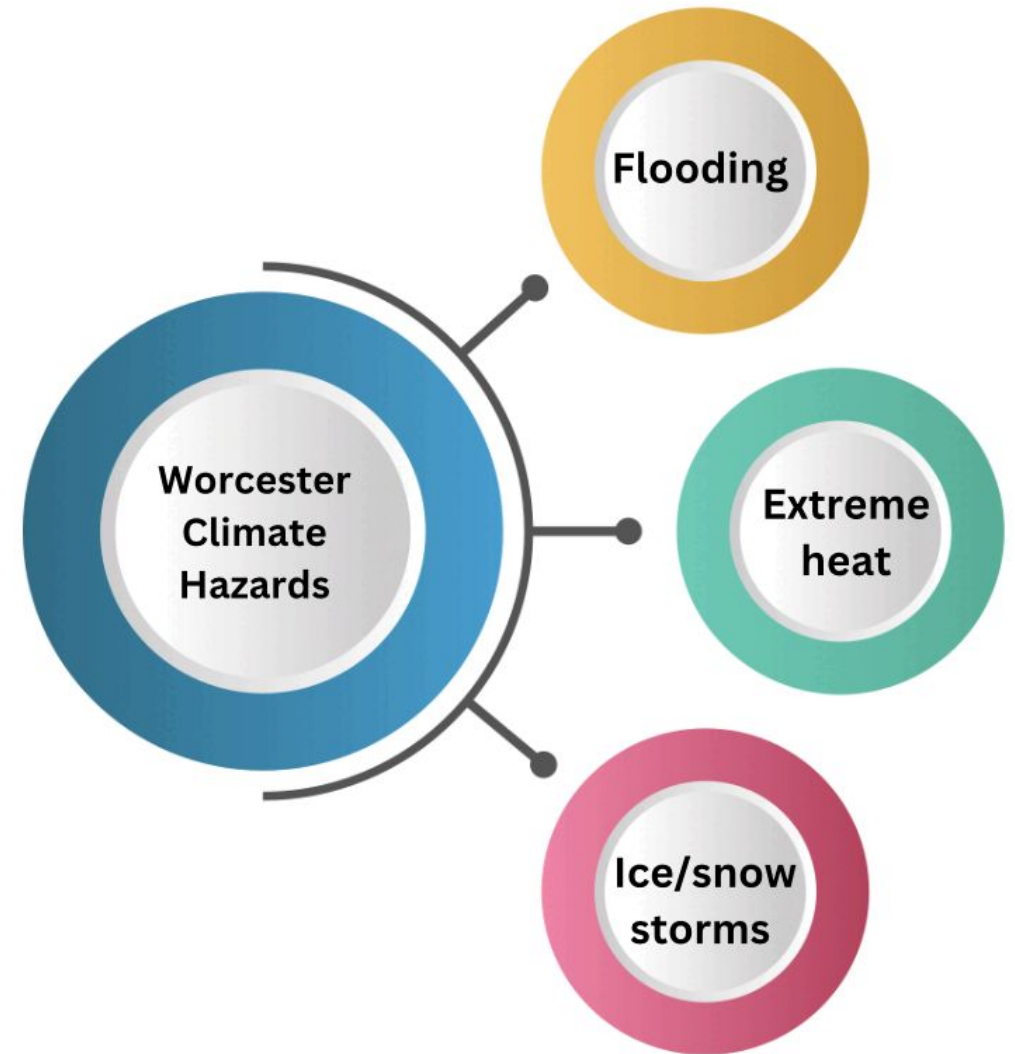 Flooding
Worcester
Climate
Hazards
Extreme
heat
Ice/snow
storms